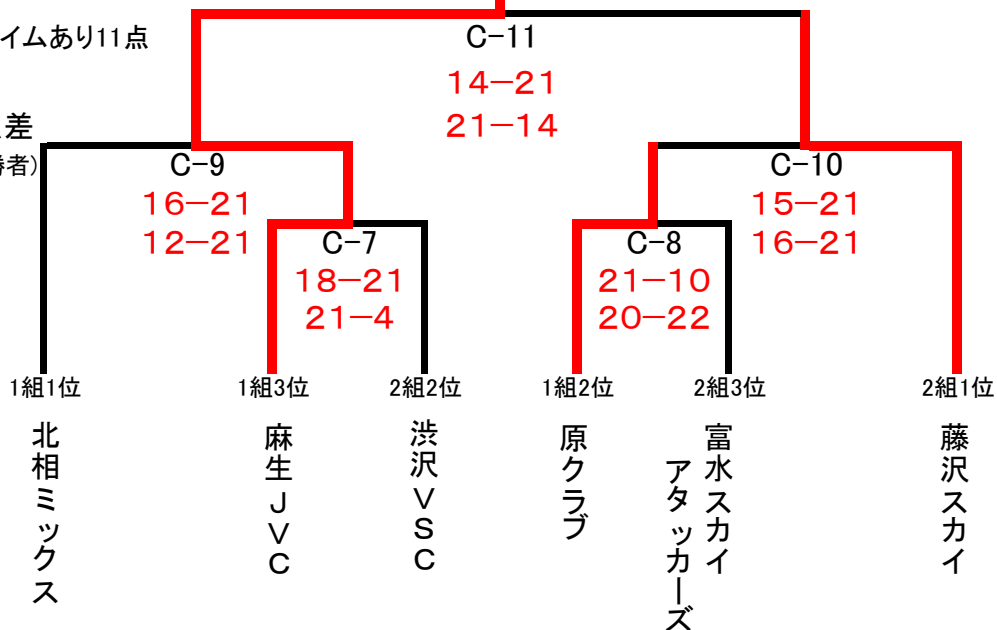 イムあり11点
C-11
14-21
21-14
差
勝者)
C-9
16-21
12-21
C-10
15-21
16-21
C-7
18-21
21-4
C-8
21-10
20-22
1組1位
1組3位
2組2位
1組2位
2組3位
2組1位
北相ミックス
麻生JVC
渋沢VSC
原クラブ
富水スカイ
アタッカーズ
藤沢スカイ